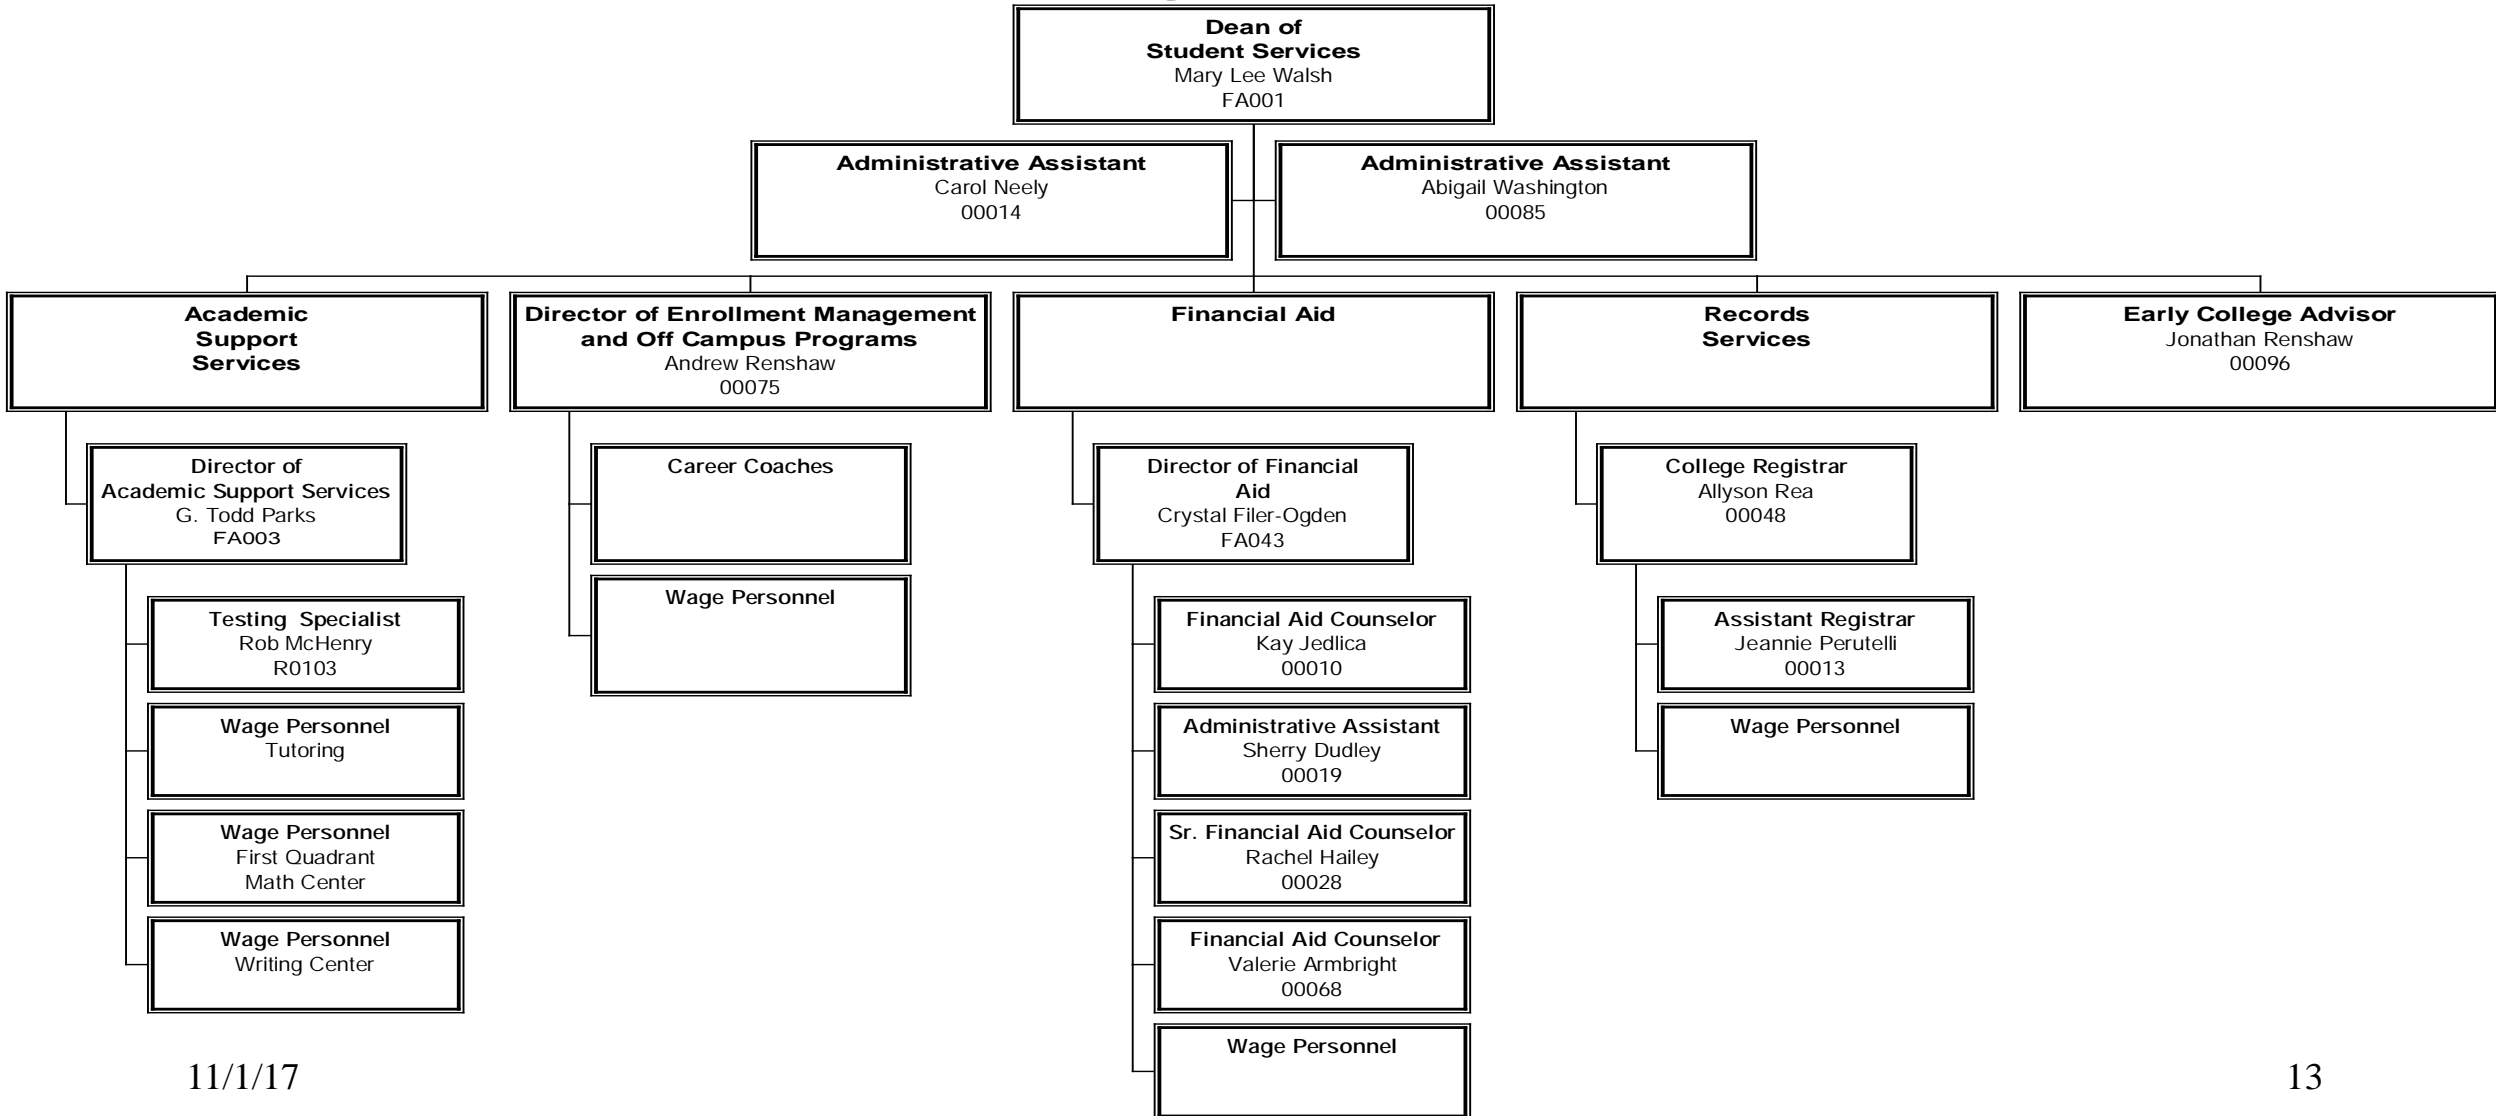 Dean of
Student Services
Mary Lee Walsh
FA001
Administrative Assistant
Carol Neely
00014
Administrative Assistant
Abigail Washington
00085
Academic
Support
Services
Director of Enrollment Management
and Off Campus Programs
Andrew Renshaw
00075
Financial Aid
Records
Services
Early College Advisor
Jonathan Renshaw
00096
Director of
Academic Support Services
G. Todd Parks
FA003
Testing Specialist
Rob McHenry
R0103
Wage Personnel
Tutoring
Wage Personnel
First Quadrant
Math Center
Wage Personnel
Writing Center
Career Coaches
Wage Personnel
Director of Financial
Aid
Crystal Filer-Ogden
FA043
Financial Aid Counselor
Kay Jedlica
00010
Administrative Assistant
Sherry Dudley
00019
Sr. Financial Aid Counselor
Rachel Hailey
00028
Financial Aid Counselor
Valerie Armbright
00068
Wage Personnel
College Registrar
Allyson Rea
00048
Assistant Registrar
Jeannie Perutelli
00013
Wage Personnel
11/1/17
13